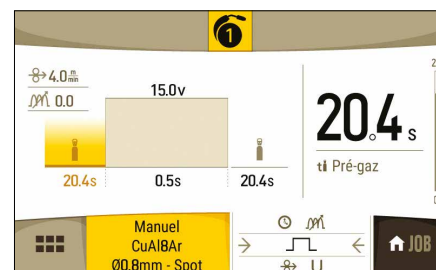 1
4.0 m/min
0.0
15.0v
20.4s
0.5s
20.4s
20.4 s
ti Pré-gaz
Manuel
CuAl8Ar
Ø0.8mm - Spot
JOB
U